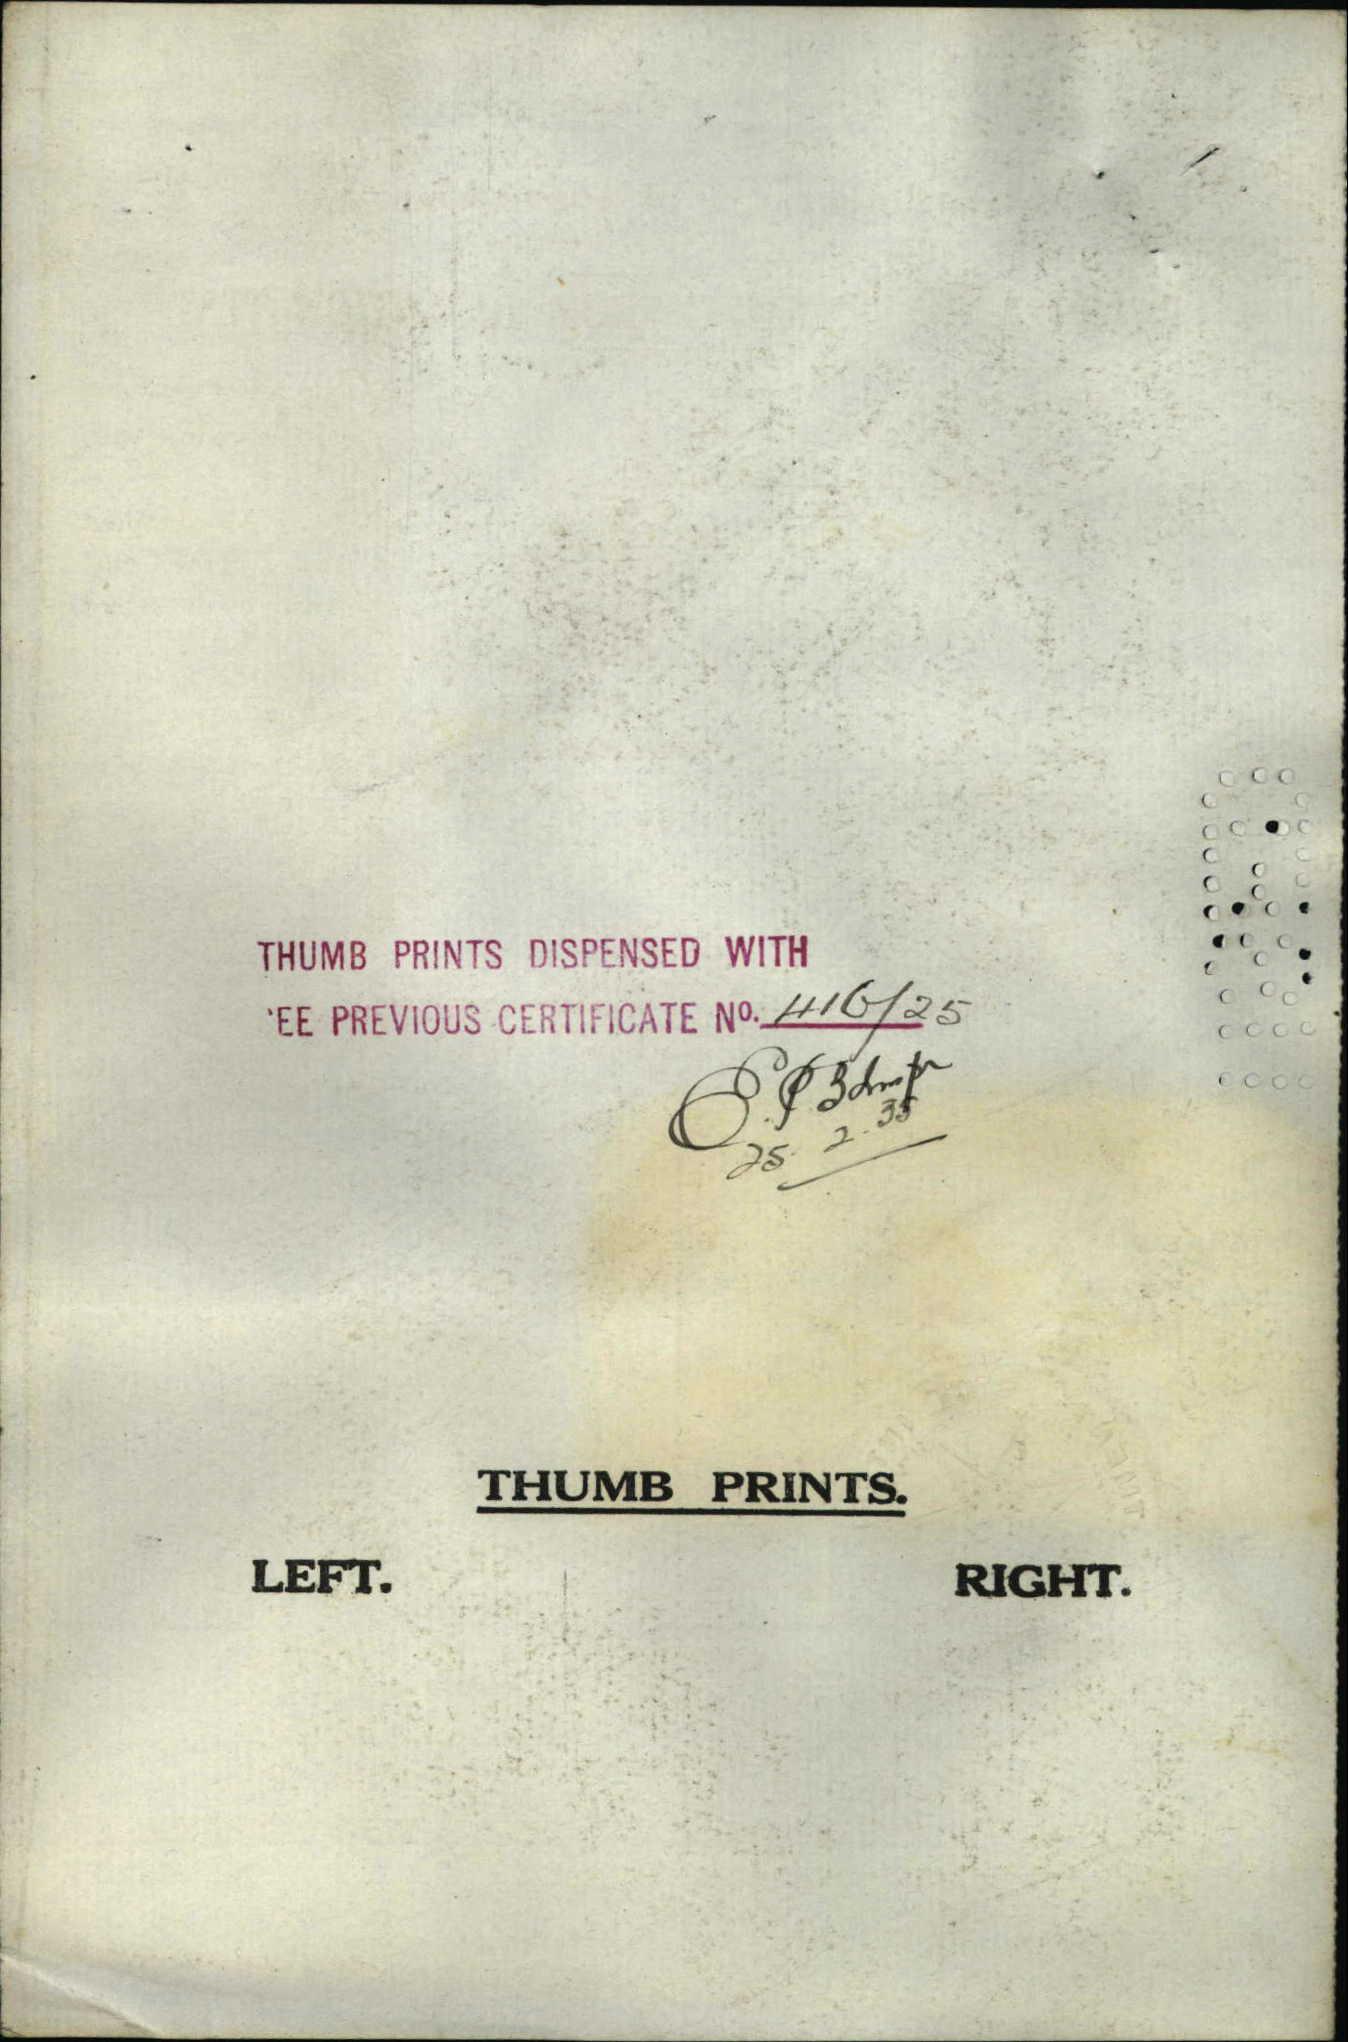 THUMB PRINTS DISPENSED WITH
'EE PREVIOUS CERTIFICATE No. 416/25
25. 2. 35
THUMB PRINTS.
LEFT. RIGHT.